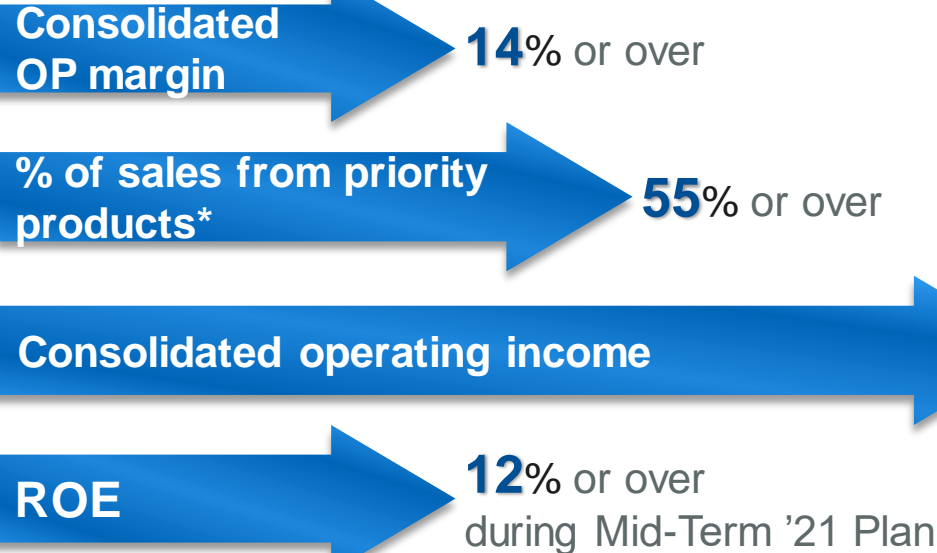 Consolidated
OP margin
14% or over
% of sales from priority
products*
55% or over
Consolidated operating income
ROE
12% or over
during Mid-Term ’21 Plan